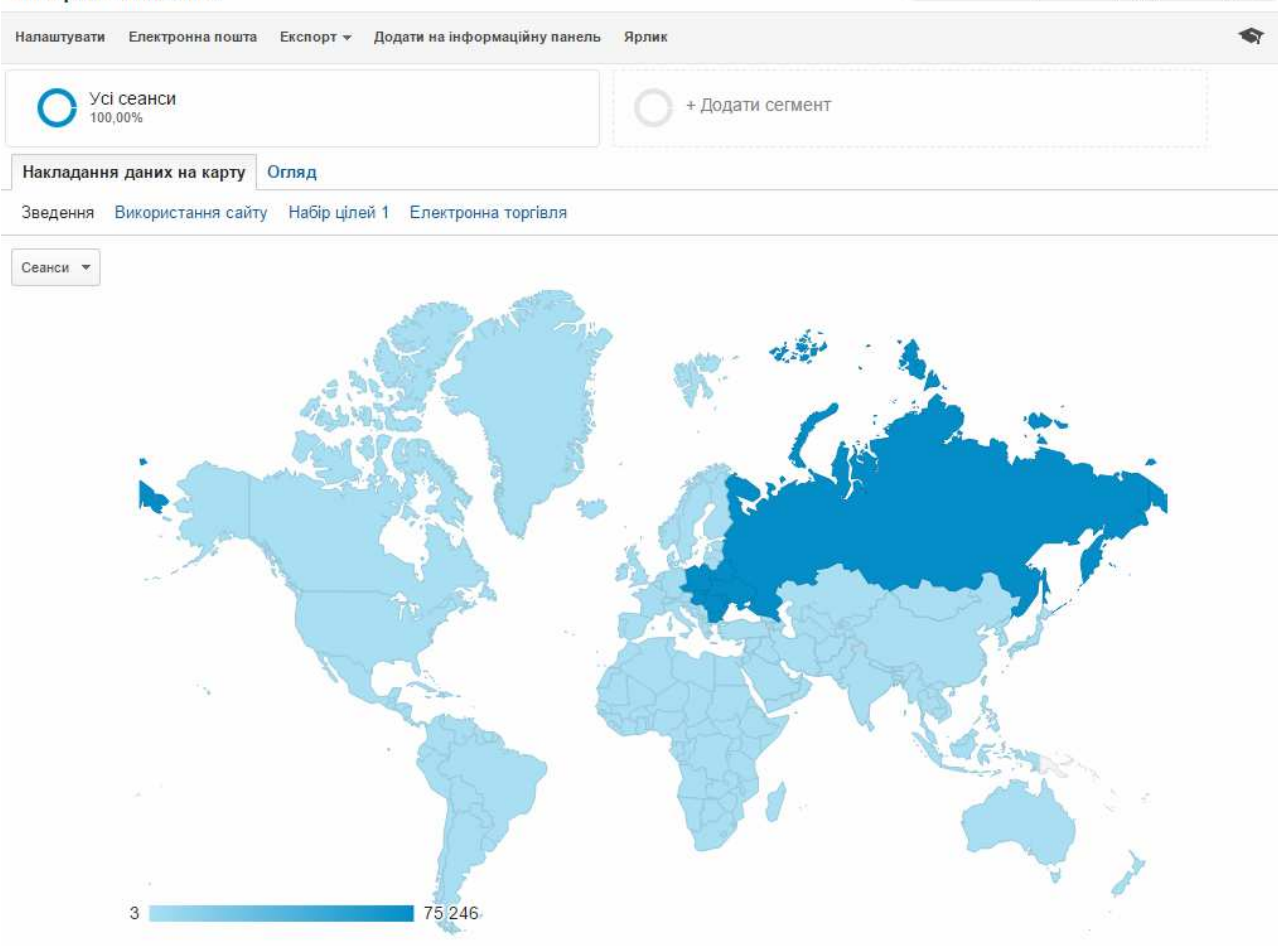 Налаштувати Електронна пошта Експорт Додати на інформаційну панель Ярлик
Усі сеанси
100,00%
+ Додати сегмент
Накладання даних на карту Огляд
Зведення Використання сайту Набір цілей 1 Електронна торгівля
Сеанси
3 75 246